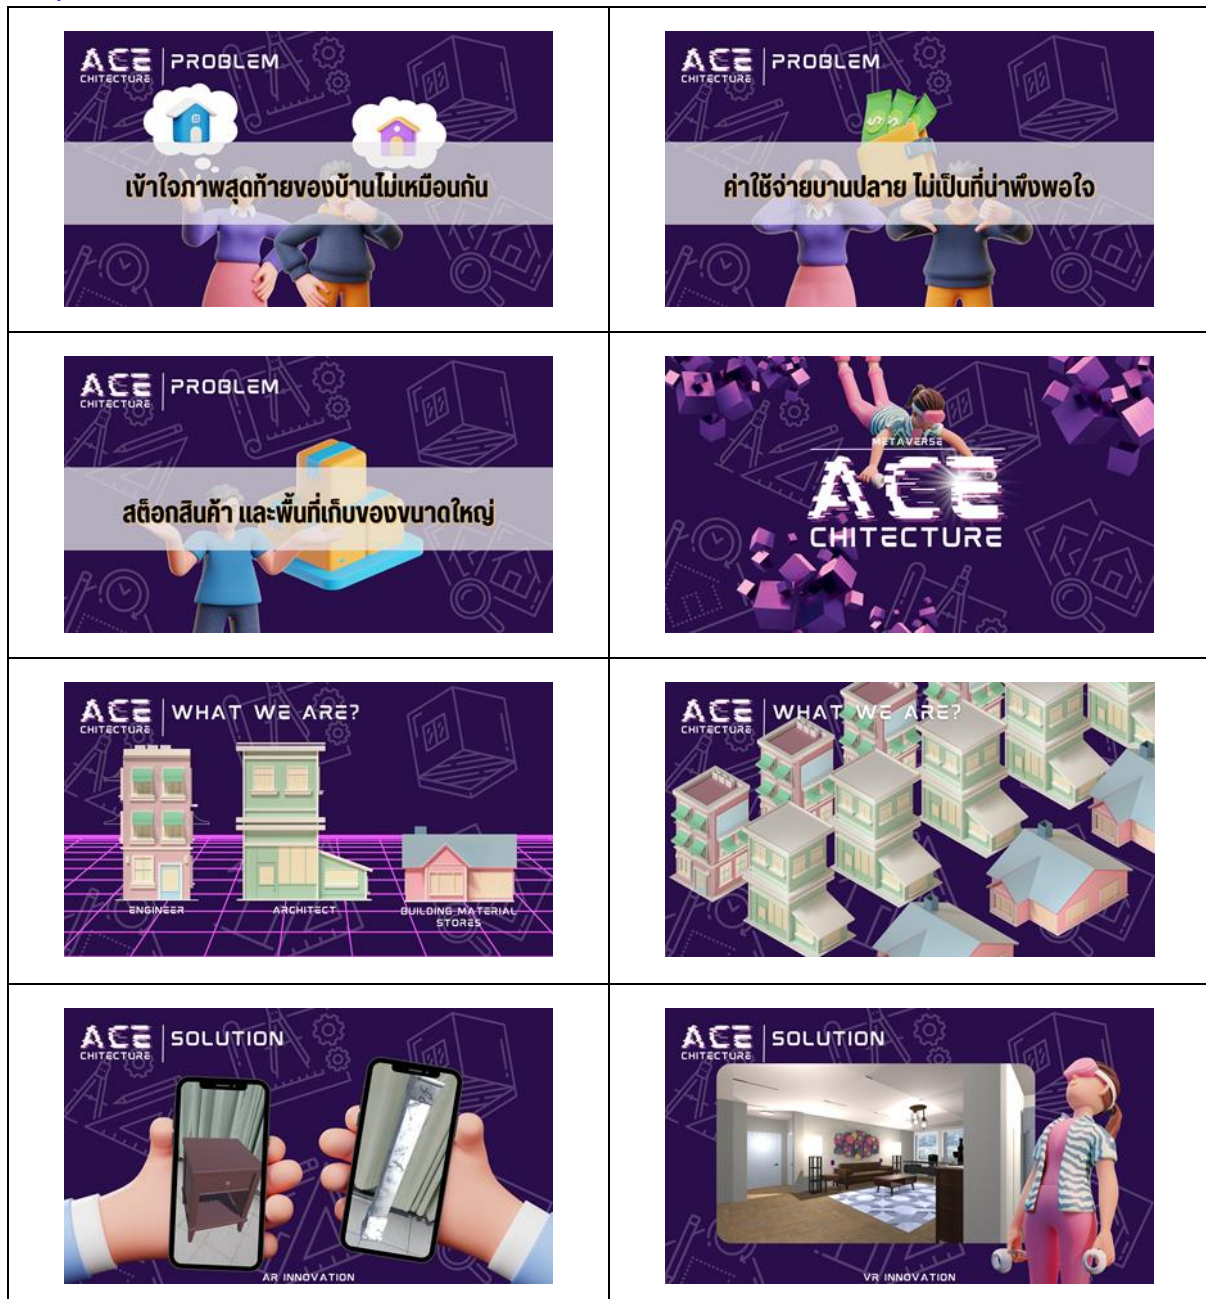 ACE
CHITECTURE
PROBLEM
เข้าใจภาพสุดท้ายของบ้านไม่เหมือนกัน
ACE
CHITECTURE
PROBLEM
ค่าใช้จ่ายบานปลาย ไม่เป็นที่น่าพึงพอใจ
ACE
CHITECTURE
PROBLEM
สต็อกสินค้า และพื้นที่เก็บของขนาดใหญ่
METAVERSE
ACE
CHITECTURE
ACE
CHITECTURE
WHAT WE ARE?
ENGINEER
ARCHITECT
BUILDING MATERIAL
STORES
ACE
CHITECTURE
WHAT WE ARE?
ACE
CHITECTURE
SOLUTION
AR INNOVATION
ACE
CHITECTURE
SOLUTION
VR INNOVATION